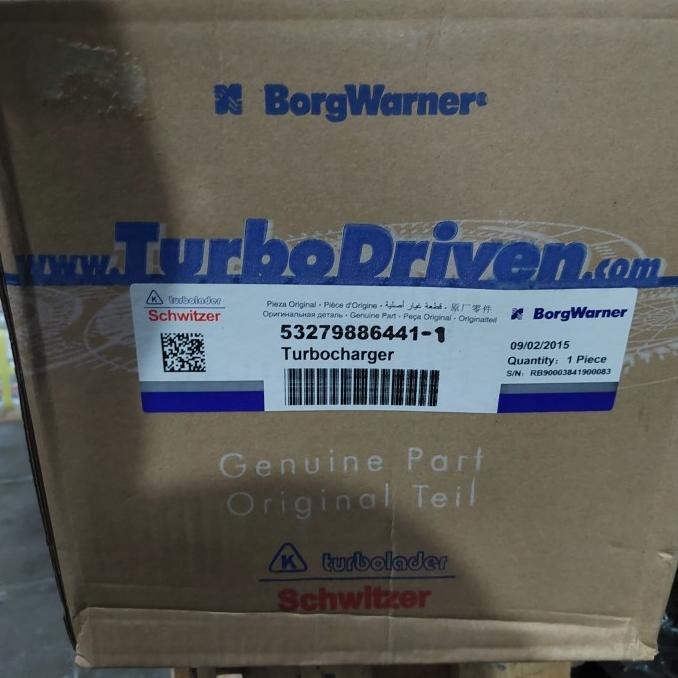 BorgWarner
www.TurboDriven.com
K turbolader
Schwitzer
Pieza Original · Pièce d'Origine · قطعة غيار أصلية · 原厂零件
Оригинальная деталь · Genuine Part · Peça Original · Originalteil
53279886441-1
Turbocharger
BorgWarner
09/02/2015
Quantity: 1 Piece
S/N: RB90003841900083
Genuine Part
Original Teil
K turbolader
Schwitzer